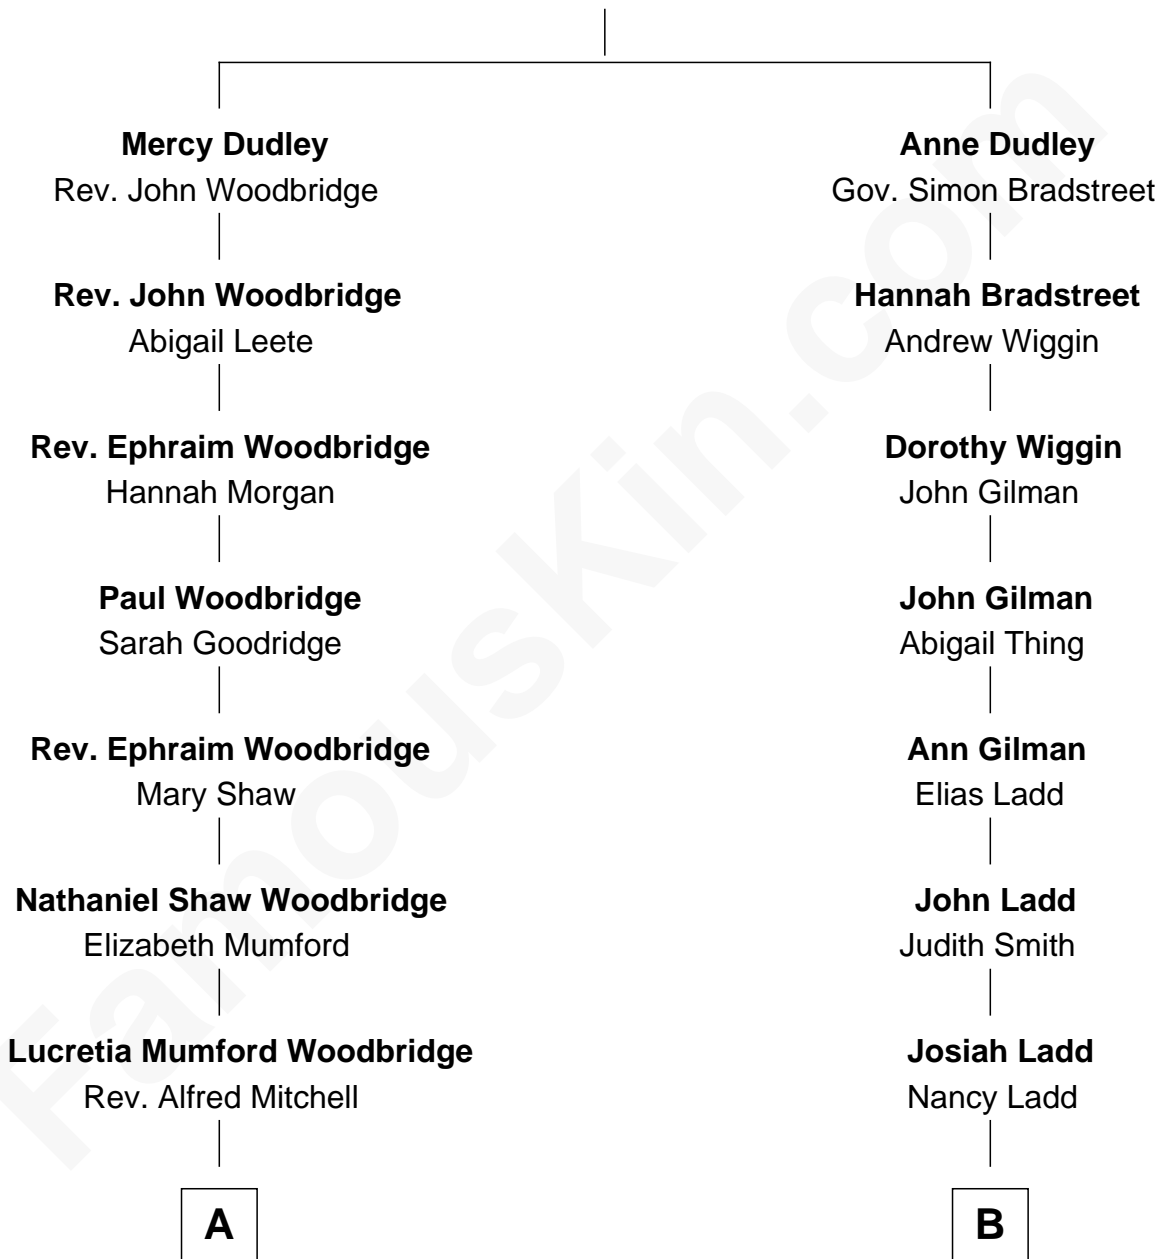 Mercy Dudley
Rev. John Woodbridge
Anne Dudley
Gov. Simon Bradstreet
Rev. John Woodbridge
Abigail Leete
Hannah Bradstreet
Andrew Wiggin
Rev. Ephraim Woodbridge
Hannah Morgan
Dorothy Wiggin
John Gilman
Paul Woodbridge
Sarah Goodridge
John Gilman
Abigail Thing
Rev. Ephraim Woodbridge
Mary Shaw
Ann Gilman
Elias Ladd
Nathaniel Shaw Woodbridge
Elizabeth Mumford
John Ladd
Judith Smith
Lucretia Mumford Woodbridge
Rev. Alfred Mitchell
Josiah Ladd
Nancy Ladd
A
B
FamousKin.com